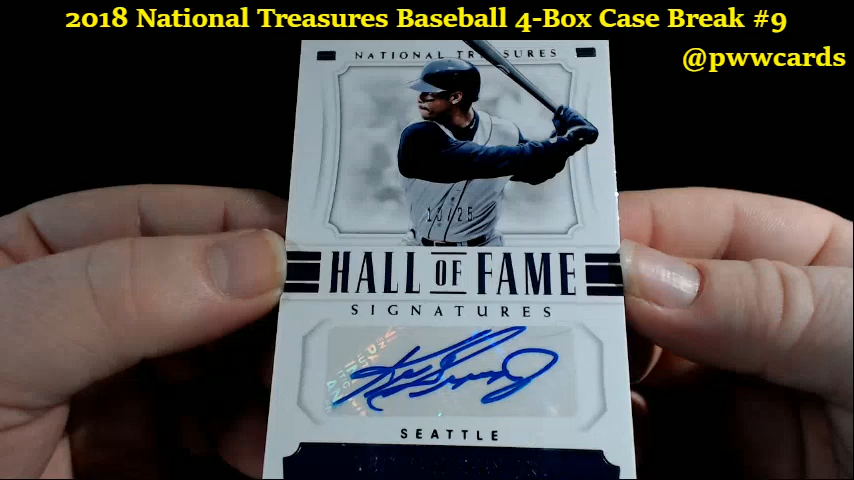 2018 National Treasures Baseball 4-Box Case Break #9
@pwwcards
NATIONAL TREASURES
HALL OF FAME
SIGNATURES
SEATTLE